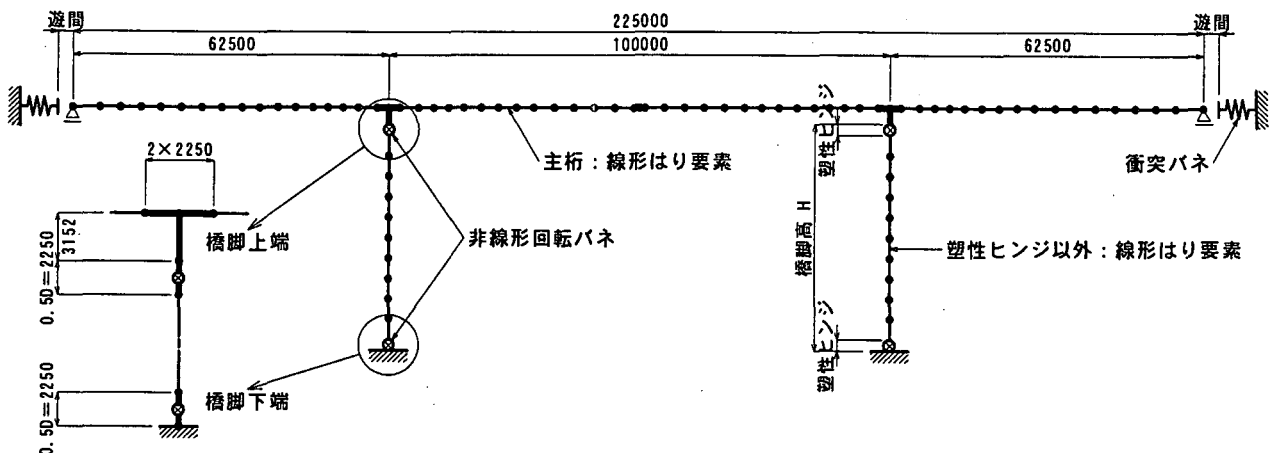 遊間
225000
遊間
62500
100000
62500
塑性ヒンジ
2×2250
主桁：線形はり要素
衝突バネ
3152
橋脚上端
非線形回転バネ
橋脚高 H
塑性ヒンジ以外：線形はり要素
0.5D＝2250
塑性ヒンジ
橋脚下端
0.5D＝2250